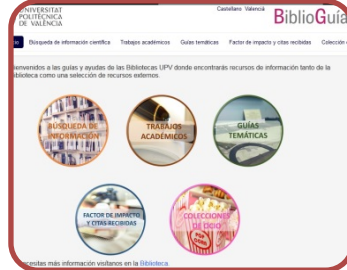 UNIVERSITAT
POLITÈCNICA
DE VALÈNCIA
Castellano Valencià
BiblioGuía
Búsqueda de información científica Trabajos académicos Guías temáticas Factor de impacto y citas recibidas Colección
Bienvenidos a las guías y ayudas de las Bibliotecas UPV donde encontrarás recursos de información tanto de la
biblioteca como una selección de recursos externos.
BÚSQUEDA DE
INFORMACIÓN
TRABAJOS
ACADÉMICOS
GUÍAS
TEMÁTICAS
FACTOR DE IMPACTO
Y CITAS RECIBIDAS
COLECCIONES
DE OCIO
necesitas más información visítanos en la Biblioteca.